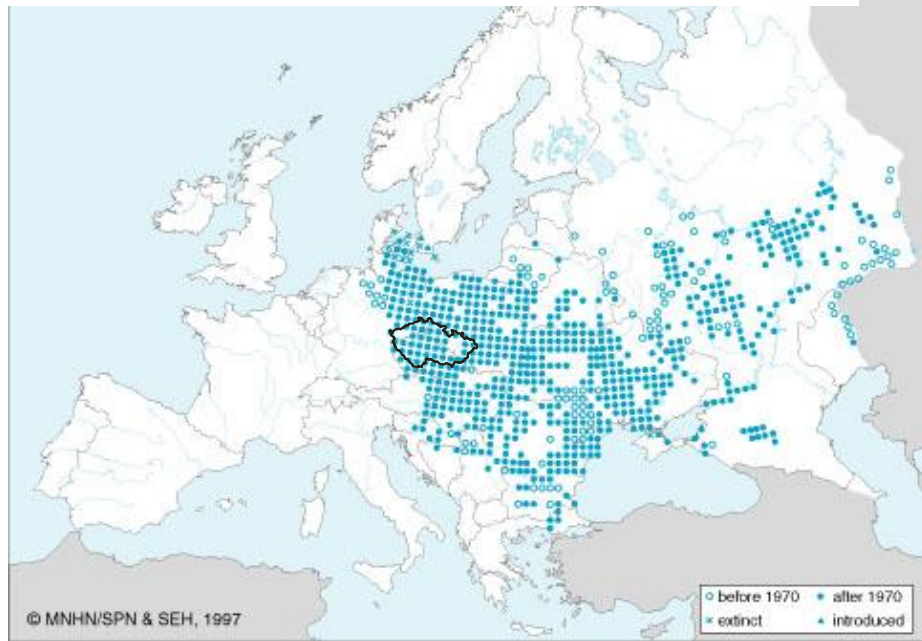 © MNHN/SPN & SEH, 1997
before 1970 after 1970
extinct introduced